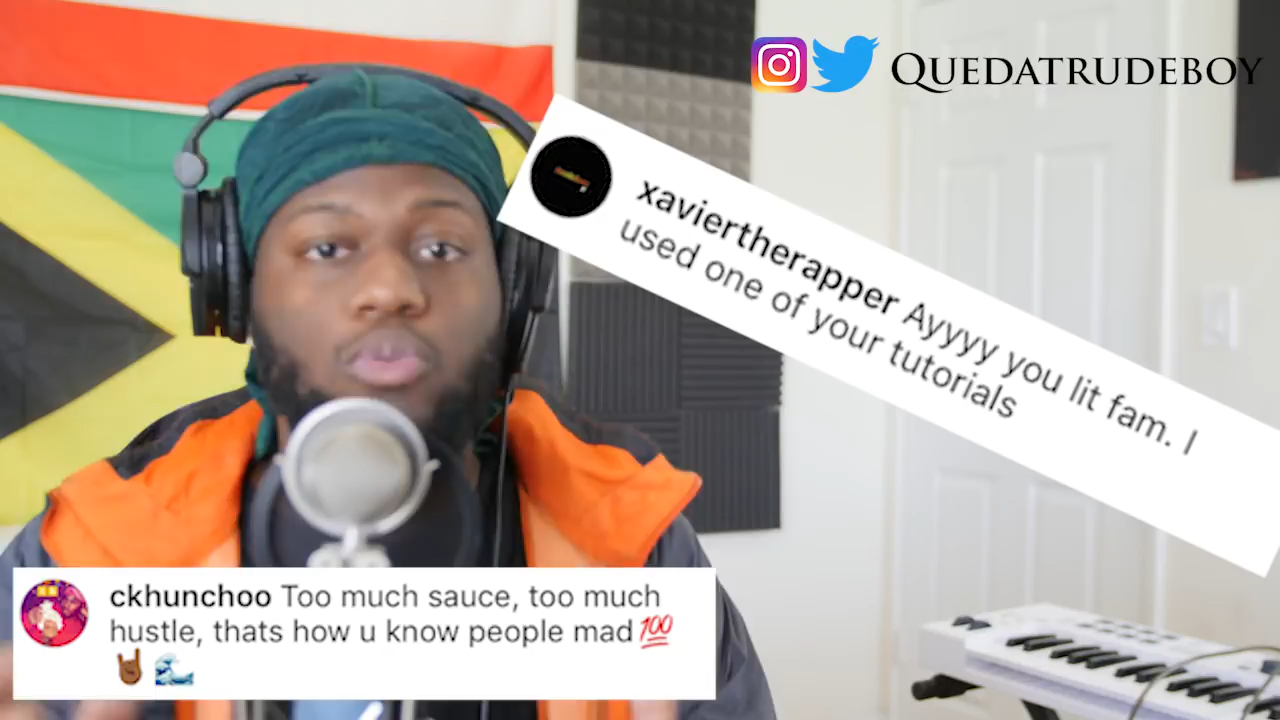 QUEDATRUDEBOY
xaviertherapper Ayyyy you lit fam. I
used one of your tutorials
ckhunchoo Too much sauce, too much
hustle, thats how u know people mad💯
🤘🏾 🌊